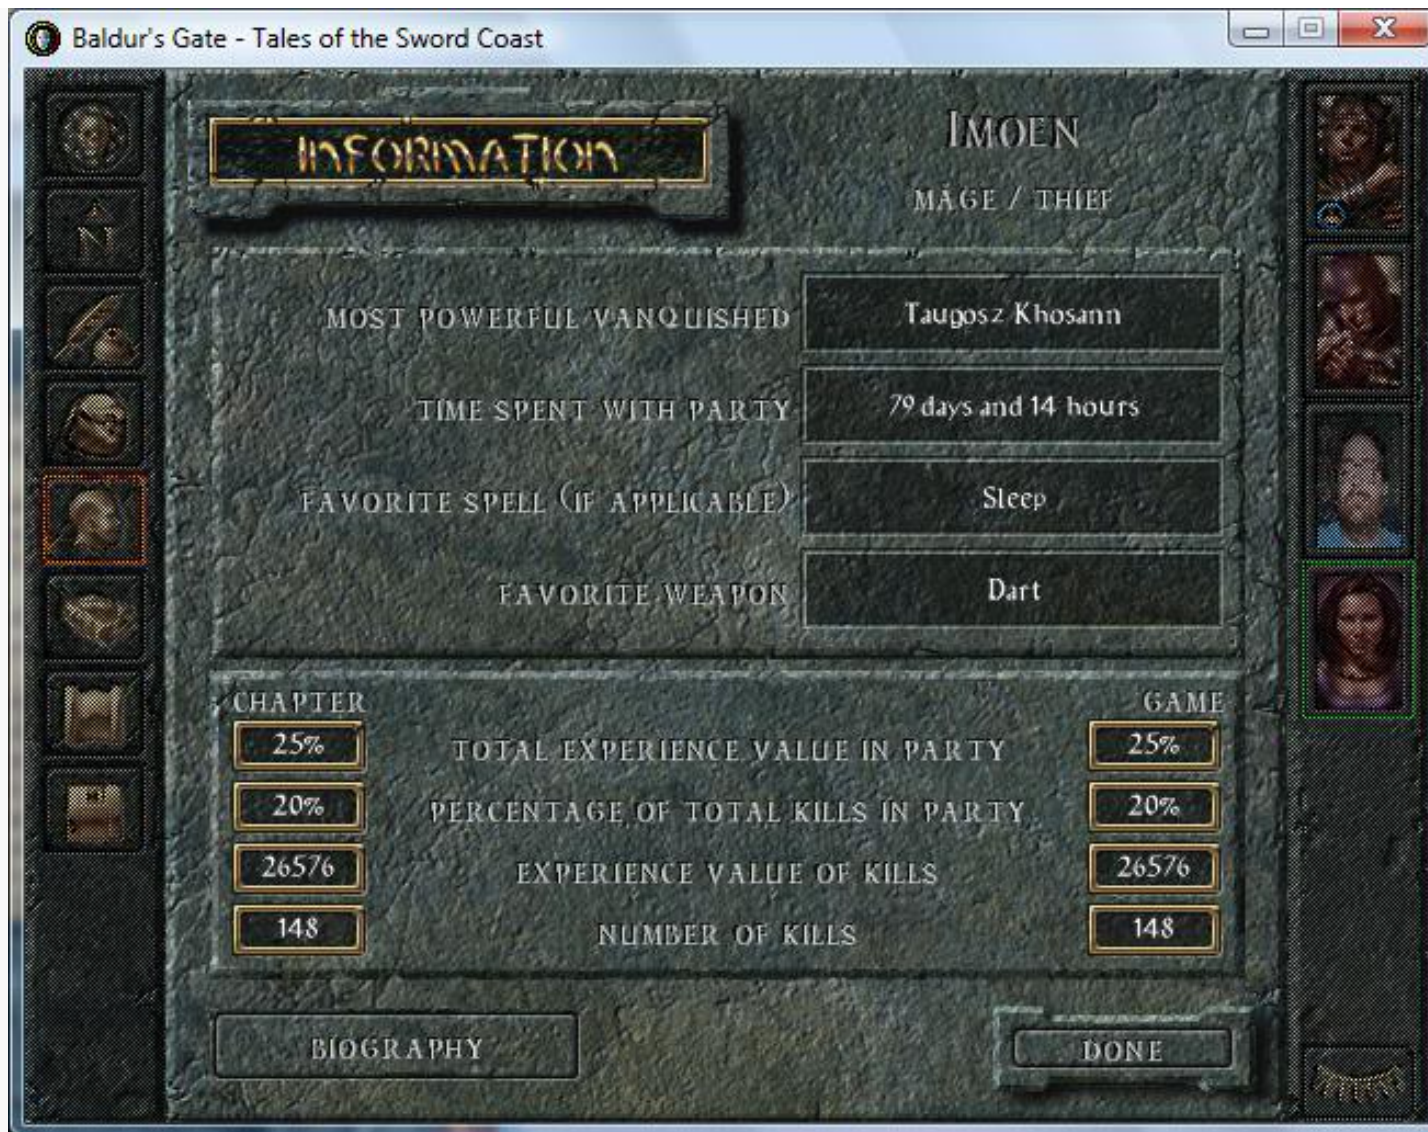 Baldur's Gate - Tales of the Sword Coast
INFORMATION
IMOEN
MAGE / THIEF
MOST POWERFUL VANQUISHED
Taugosz Khosann
TIME SPENT WITH PARTY
79 days and 14 hours
FAVORITE SPELL (IF APPLICABLE)
Sleep
FAVORITE WEAPON
Dart
CHAPTER
GAME
25%
TOTAL EXPERIENCE VALUE IN PARTY
25%
20%
PERCENTAGE OF TOTAL KILLS IN PARTY
20%
26576
EXPERIENCE VALUE OF KILLS
26576
148
NUMBER OF KILLS
148
BIOGRAPHY
DONE